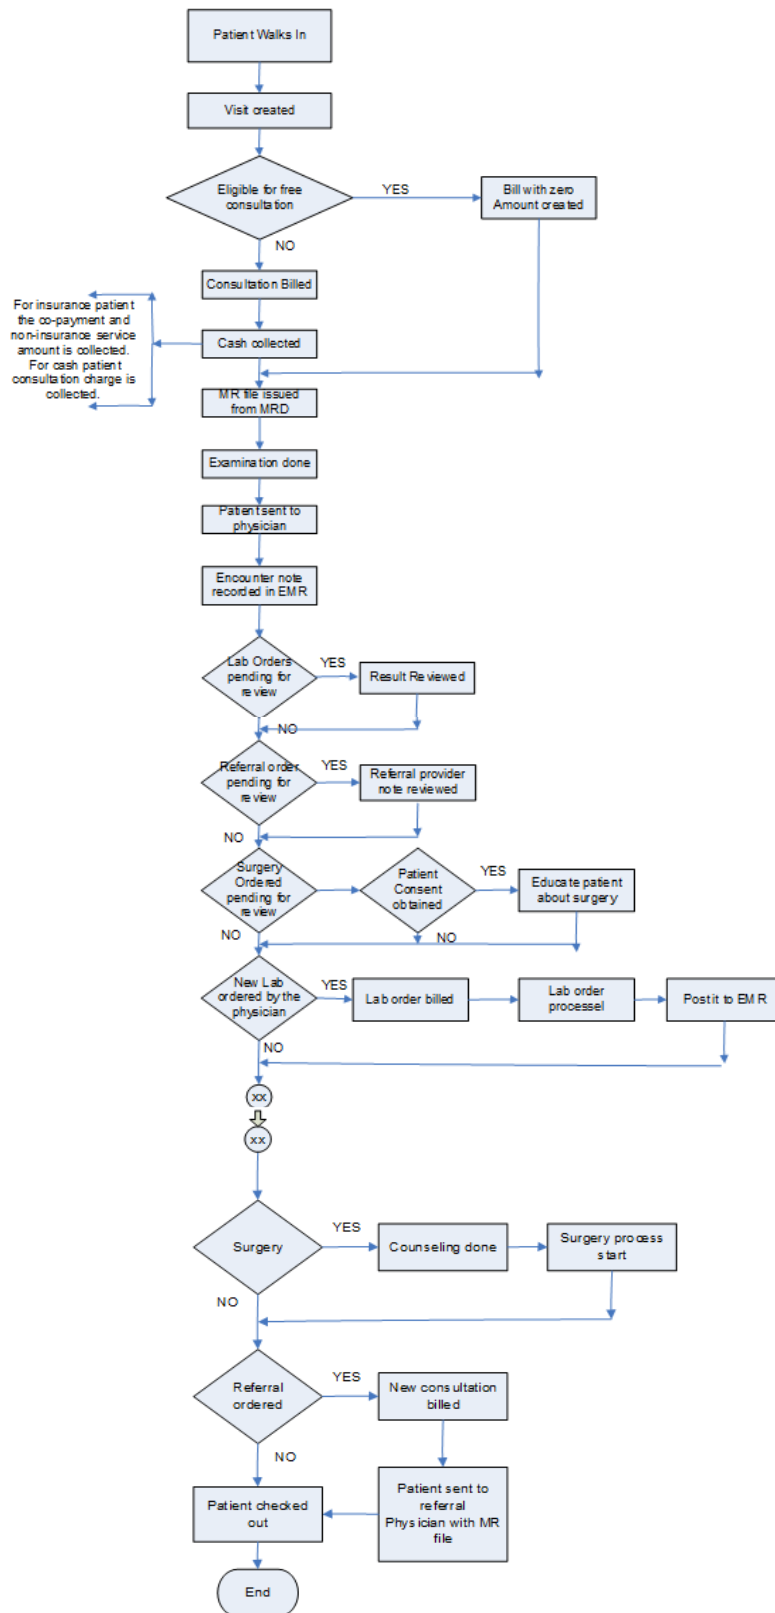 Patient Walks In
Visit created
Eligible for free
consultation
YES
Bill with zero
Amount created
NO
Consultation Billed
For insurance patient
the co-payment and
non-insurance service
amount is collected.
For cash patient
consultation charge is
collected.
Cash collected
MR file issued
from MRD
Examination done
Patient sent to
physician
Encounter note
recorded in EMR
Lab Orders
pending for
review
YES
Result Reviewed
NO
Referral order
pending for
review
YES
Referral provider
note reviewed
NO
Surgery
Ordered
pending for
review
Patient
Consent
obtained
YES
Educate patient
about surgery
NO
NO
New Lab
ordered by the
physician
YES
Lab order billed
Lab order
processel
Post it to EMR
NO
xx
xx
Surgery
YES
Counseling done
Surgery process
start
NO
Referral
ordered
YES
New consultation
billed
NO
Patient checked
out
Patient sent to
referral
Physician with MR
file
End